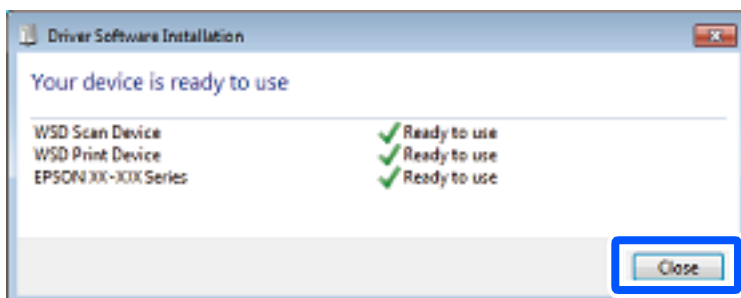 Driver Software Installation
Your device is ready to use
WSD Scan Device Ready to use
WSD Print Device Ready to use
EPSON XX-XXX Series Ready to use
Close